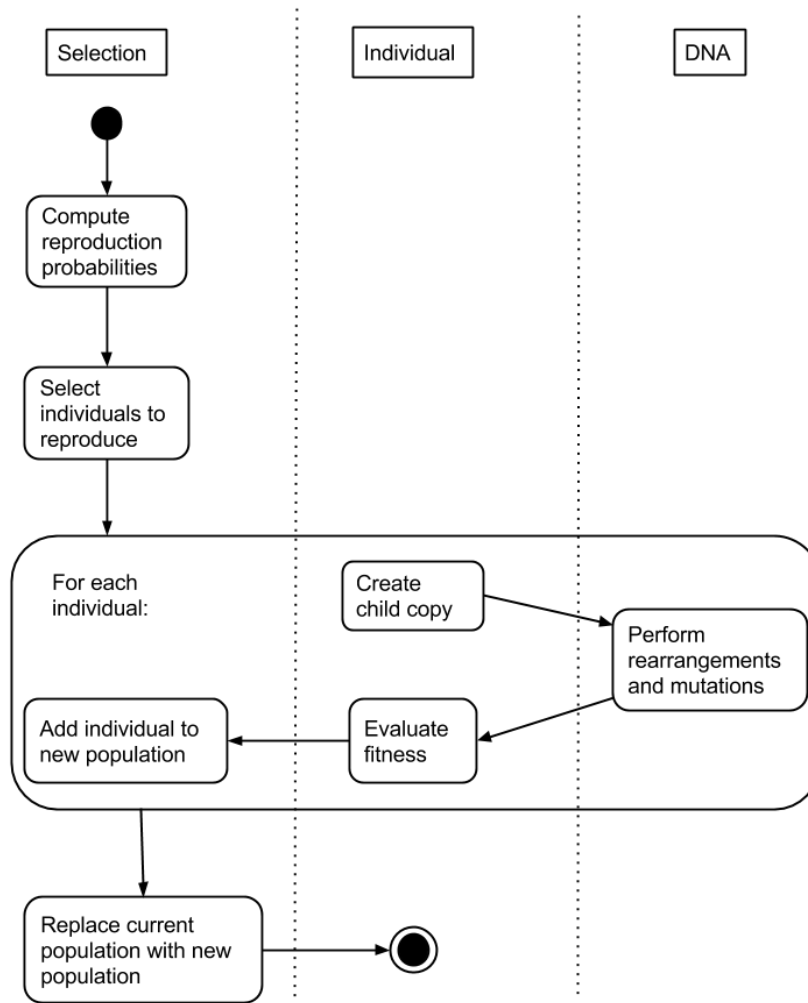 Selection
Individual
DNA
Compute
reproduction
probabilities
Select
individuals to
reproduce
For each
individual:
Create
child copy
Perform
rearrangements
and mutations
Evaluate
fitness
Add individual to
new population
Replace current
population with new
population